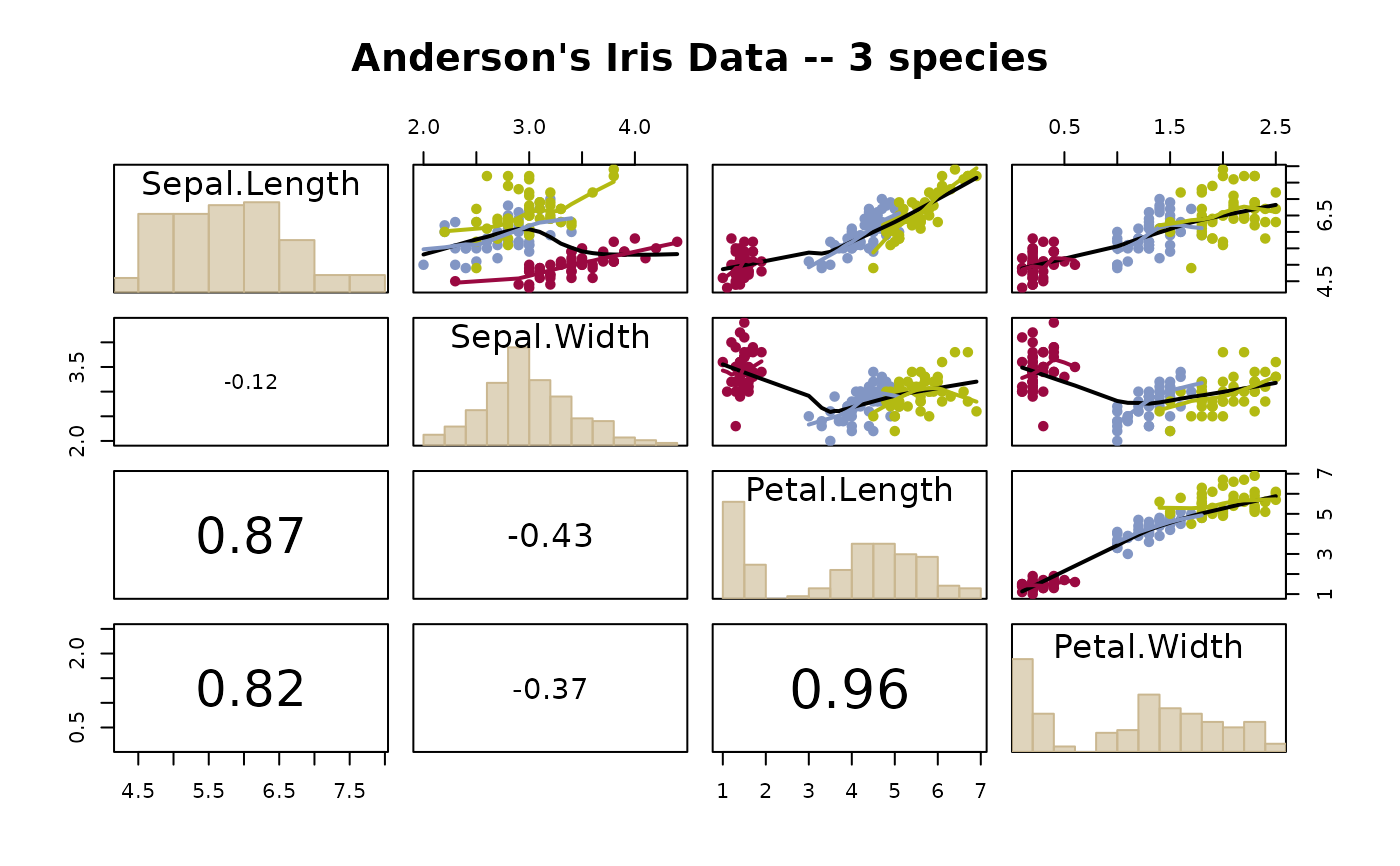 Anderson's Iris Data -- 3 species
2.0 3.0 4.0 0.5 1.5 2.5
Sepal.Length
4.5 6.5
Sepal.Width
2.0 3.5
-0.12
Petal.Length
0.87 -0.43
1 3 5 7
Petal.Width
0.5 2.0
0.82 -0.37 0.96
4.5 5.5 6.5 7.5 1 2 3 4 5 6 7